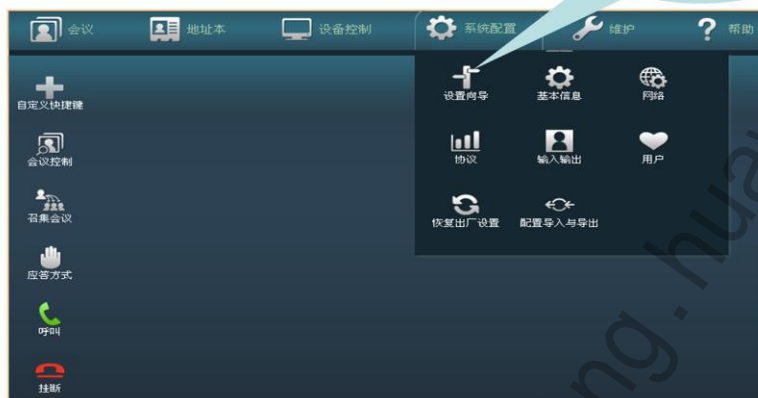 会议
地址本
设备控制
系统配置
维护
帮助
自定义快捷键
会议控制
召集会议
应答方式
呼叫
挂断
设置向导
基本信息
网络
协议
输入输出
用户
恢复出厂设置
配置导入与导出
ng.hua